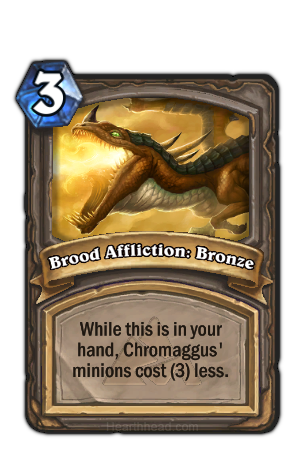 3
Brood Affliction: Bronze
While this is in your
hand, Chromaggus'
minions cost (3) less.
Hearthhead.com